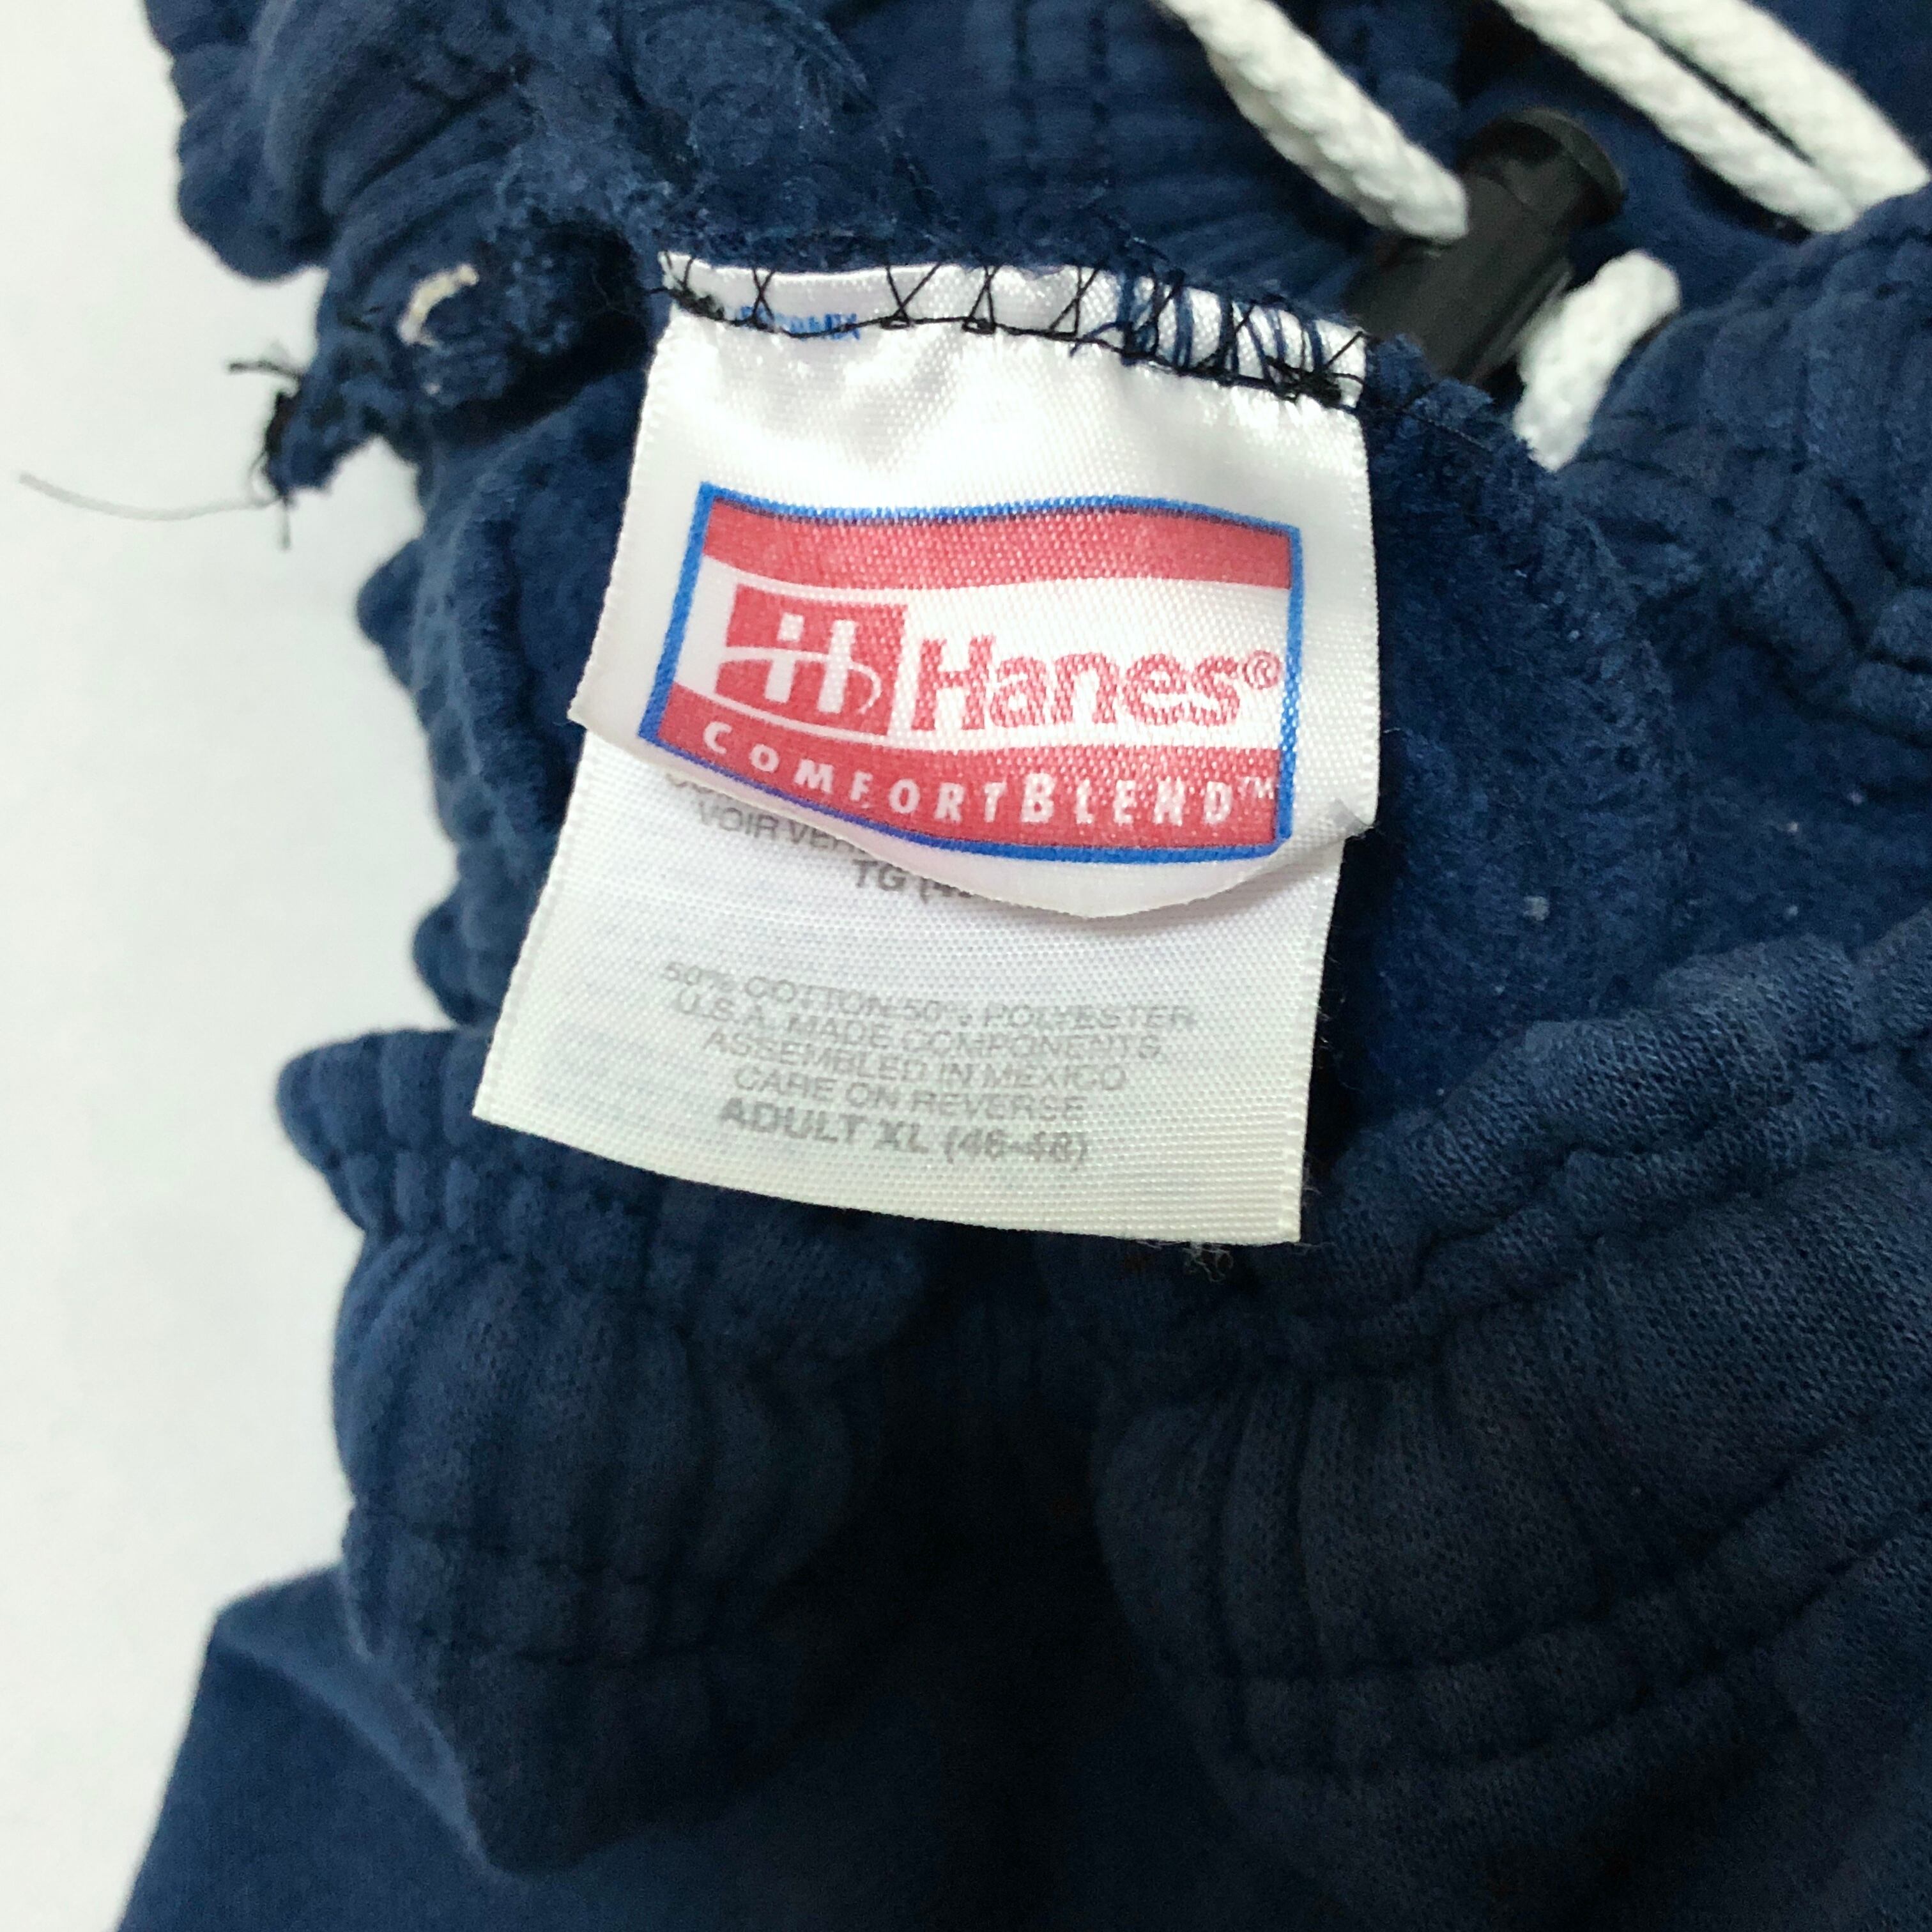 H Hanes®
COMFORTBLEND™
VOIR
TG
50% COTTON 50% POLYESTER
U.S.A. MADE COMPONENTS,
ASSEMBLED IN MEXICO
CARE ON REVERSE
ADULT XL (46-48)